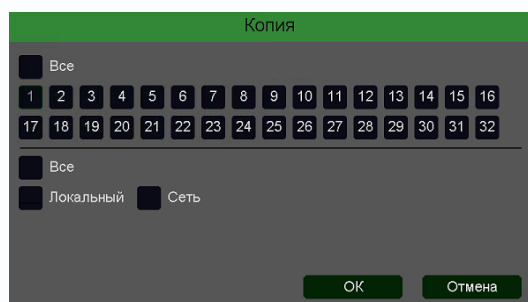 Копия
Все
1 2 3 4 5 6 7 8 9 10 11 12 13 14 15 16
17 18 19 20 21 22 23 24 25 26 27 28 29 30 31 32
Все
Локальный Сеть
ОК Отмена